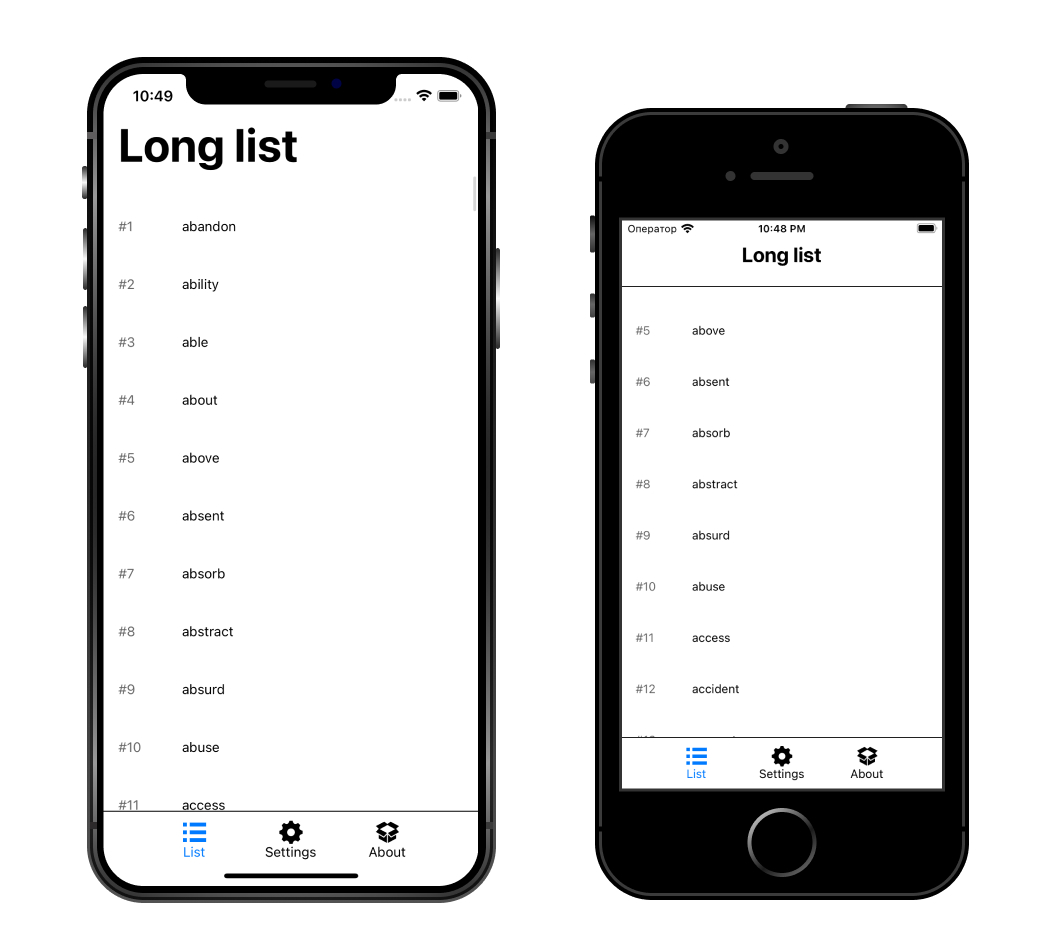 10:49
Long list
#1 abandon
#2 ability
#3 able
#4 about
#5 above
#6 absent
#7 absorb
#8 abstract
#9 absurd
#10 abuse
#11 access
List Settings About
Оператор 10:48 PM
Long list
#5 above
#6 absent
#7 absorb
#8 abstract
#9 absurd
#10 abuse
#11 access
#12 accident
List Settings About